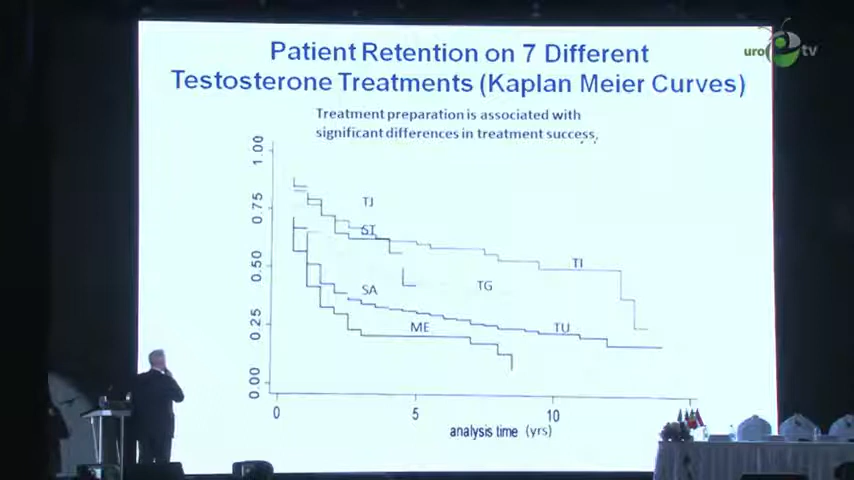 uro tv
Patient Retention on 7 Different
Testosterone Treatments (Kaplan Meier Curves)
Treatment preparation is associated with
significant differences in treatment success.
1.00
0.75
0.50
0.25
0.00
TJ
ST
TI
TG
SA
ME
TU
0
5
10
analysis time (yrs)